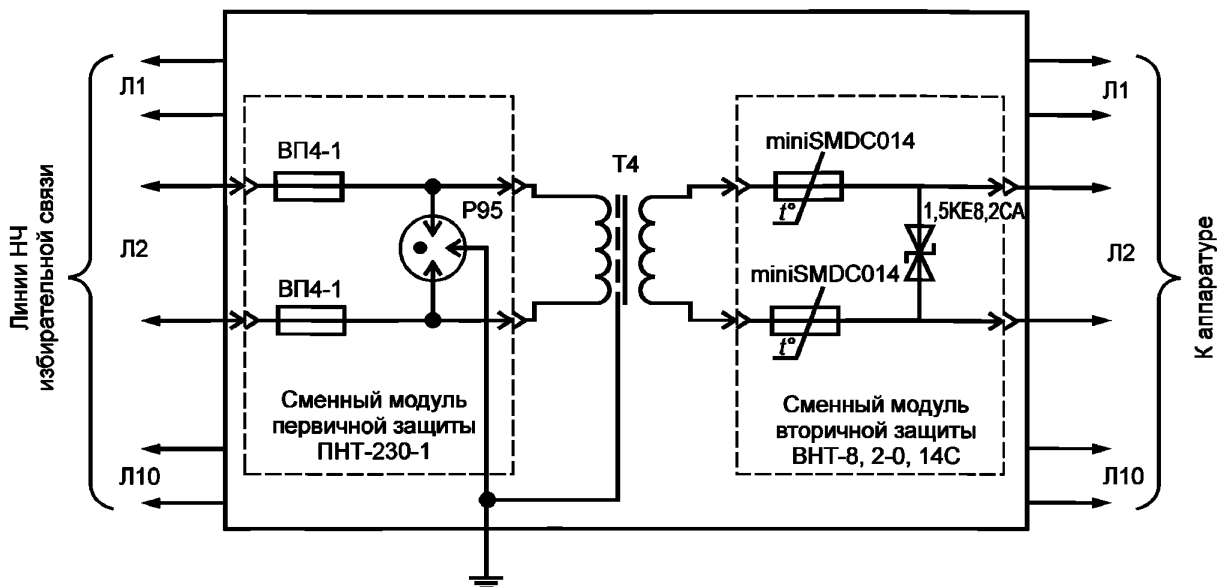 Линии НЧ
избирательной связи
Л1
Л2
Л10
ВП4-1
Р95
ВП4-1
Сменный модуль
первичной защиты
ПНТ-230-1
Т4
miniSMDC014
t°
1,5КЕ8,2СА
miniSMDC014
t°
Сменный модуль
вторичной защиты
ВНТ-8, 2-0, 14С
Л1
Л2
Л10
К аппаратуре